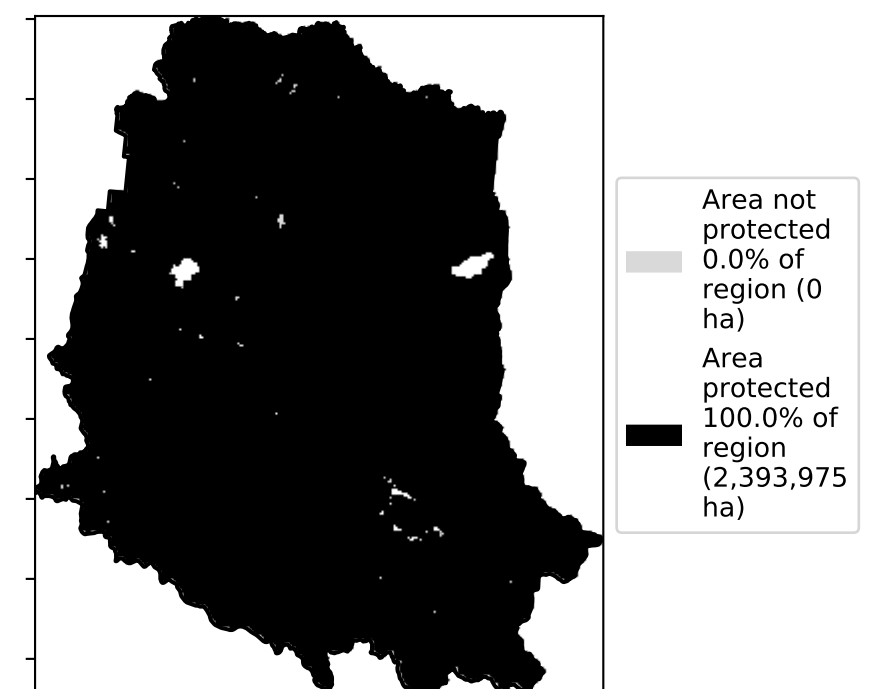 Area not
protected
0.0% of
region (0
ha)
Area
protected
100.0% of
region
(2,393,975
ha)